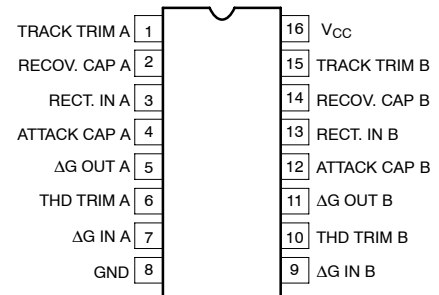 TRACK TRIM A 1 16 VCC
RECOV. CAP A 2 15 TRACK TRIM B
RECT. IN A 3 14 RECOV. CAP B
ATTACK CAP A 4 13 RECT. IN B
ΔG OUT A 5 12 ATTACK CAP B
THD TRIM A 6 11 ΔG OUT B
ΔG IN A 7 10 THD TRIM B
GND 8 9 ΔG IN B